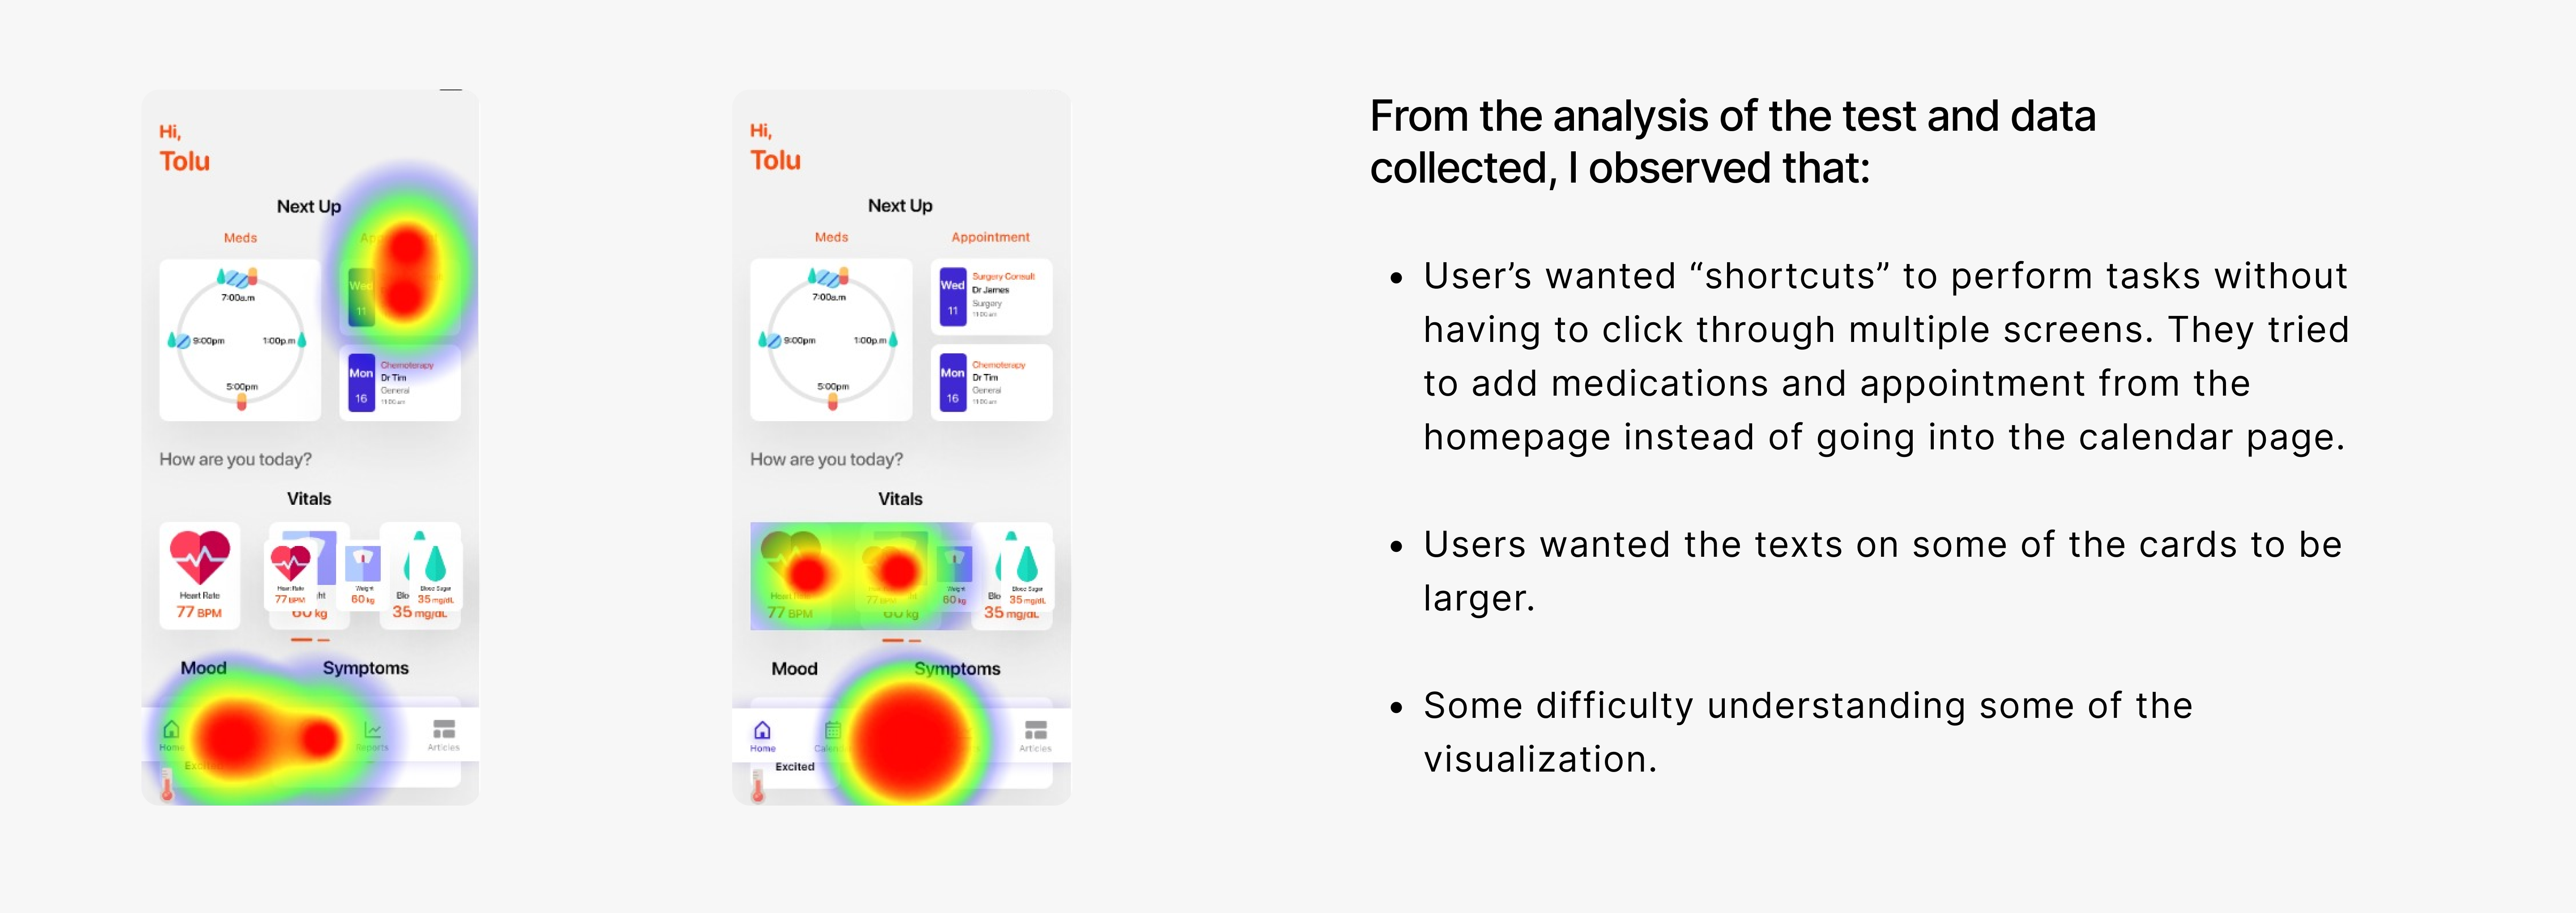 Hi,
Tolu
Next Up
Meds
7:00a.m
9:00pm
1:00p.m
5:00pm
Wed
11
Mon
16
Chemoterapy
Dr Tim
General
11:00 am
How are you today?
Vitals
Heart Rate
77 BPM
Heart Rate
77 BPM
60 kg
Weight
60 kg
35 mg/dL
Blood Sugar
35 mg/dL
Mood
Symptoms
Home
Reports
Articles
Excited
Hi,
Tolu
Next Up
Meds
Appointment
7:00a.m
9:00pm
1:00p.m
5:00pm
Wed
11
Surgery Consult
Dr James
Surgery
11:00 am
Mon
16
Chemoterapy
Dr Tim
General
11:00 am
How are you today?
Vitals
Heart Rate
77 BPM
77 BPM
60 kg
Weight
60 kg
35 mg/dL
Blood Sugar
35 mg/dL
Mood
Symptoms
Home
Articles
Excited
From the analysis of the test and data
collected, I observed that:
• User’s wanted “shortcuts” to perform tasks without
having to click through multiple screens. They tried
to add medications and appointment from the
homepage instead of going into the calendar page.
• Users wanted the texts on some of the cards to be
larger.
• Some difficulty understanding some of the
visualization.